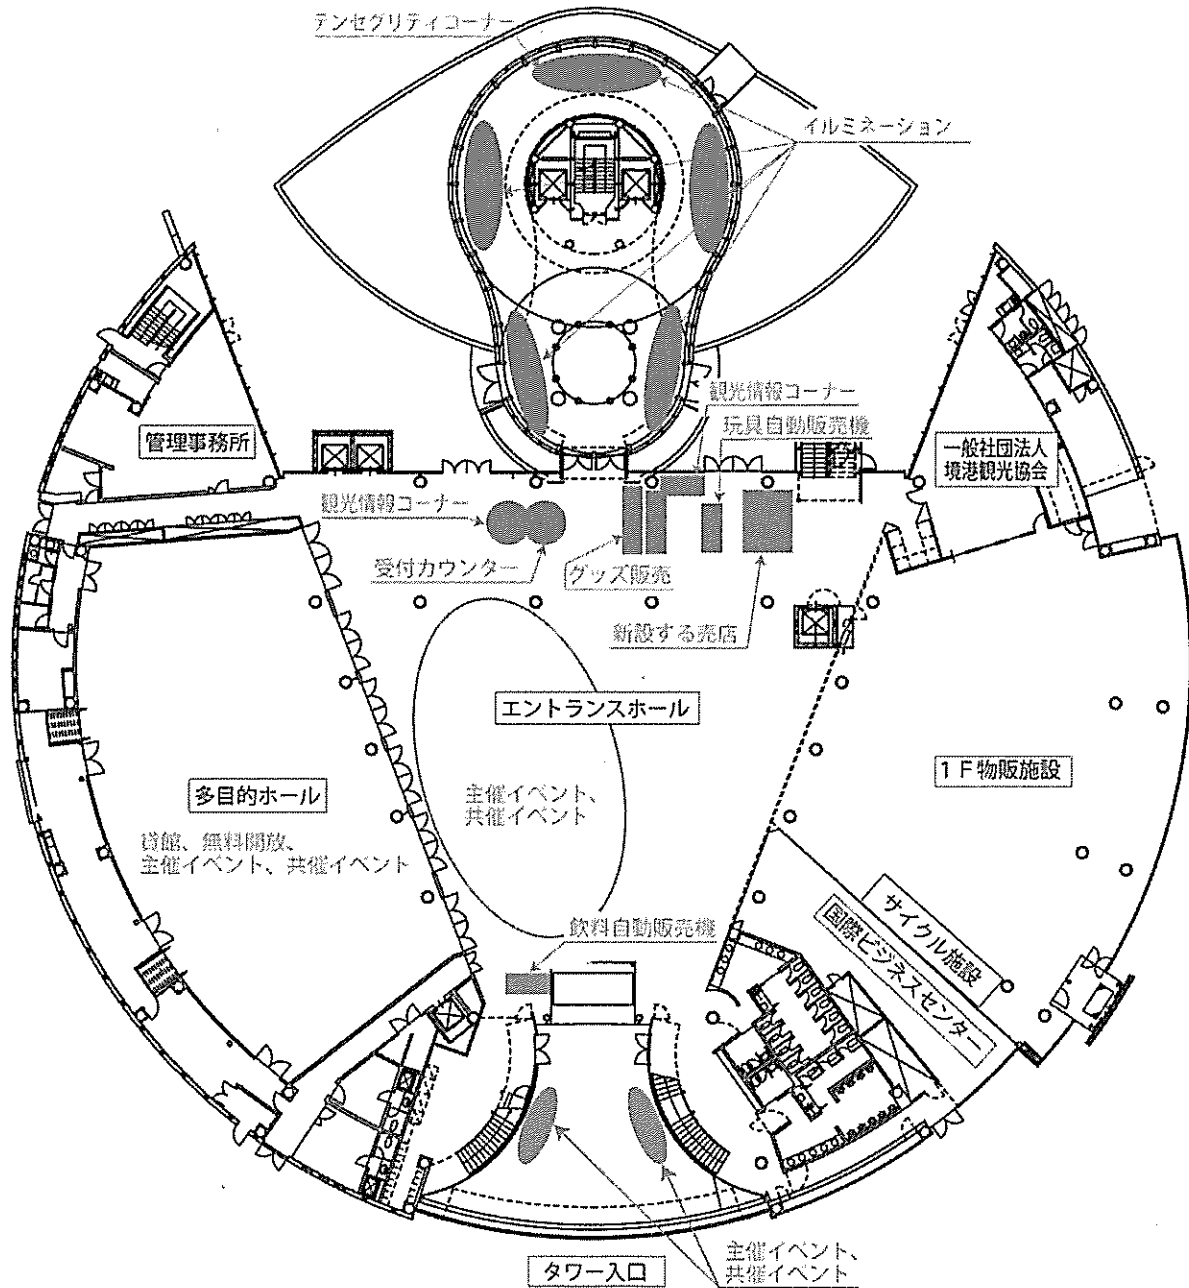 テンセグリティコーナー
イルミネーション
観光情報コーナー
玩具自動販売機
管理事務所
一般社団法人
境港観光協会
観光情報コーナー
受付カウンター
グッズ販売
新設する売店
エントランスホール
1F物販施設
多目的ホール
主催イベント、
共催イベント
貸館、無料開放、
主催イベント、共催イベント
サイクル施設
国際ビジネスセンター
飲料自動販売機
主催イベント、
共催イベント
タワー入口